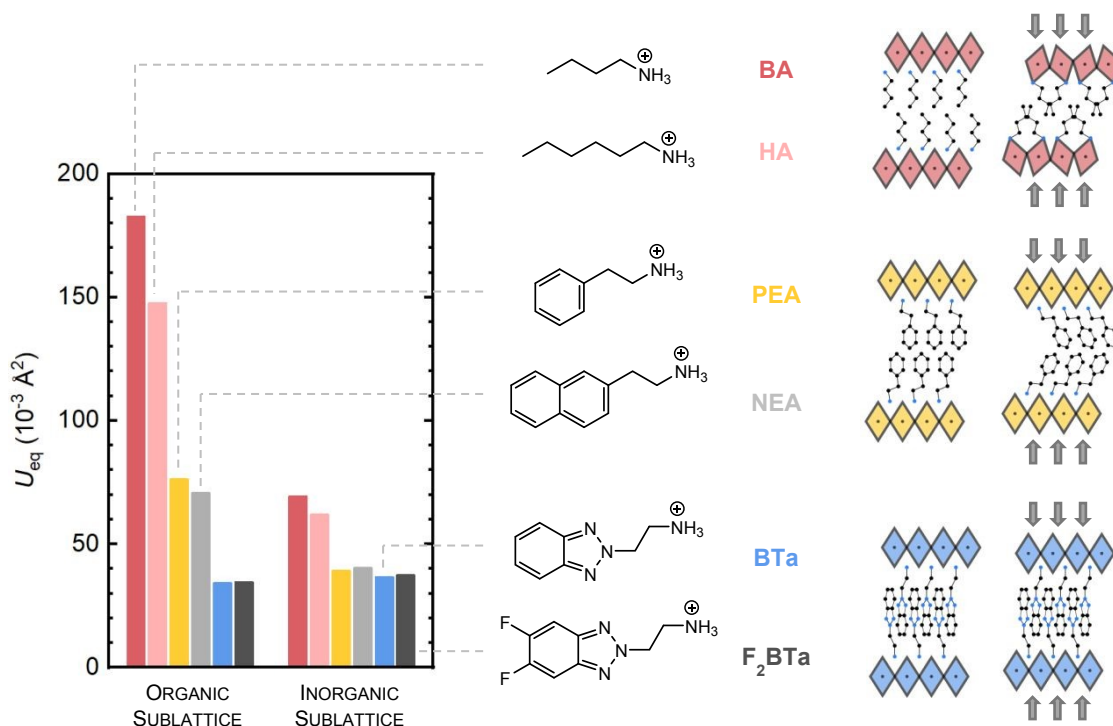 200
150
100
50
0
U_eq (10⁻³ Å²)
ORGANIC
SUBLATTICE
INORGANIC
SUBLATTICE
⊕
NH₃
BA
⊕
NH₃
HA
⊕
NH₃
PEA
⊕
NH₃
NEA
N
N
N
⊕
NH₃
BTa
F
F
N
N
N
⊕
NH₃
F₂BTa